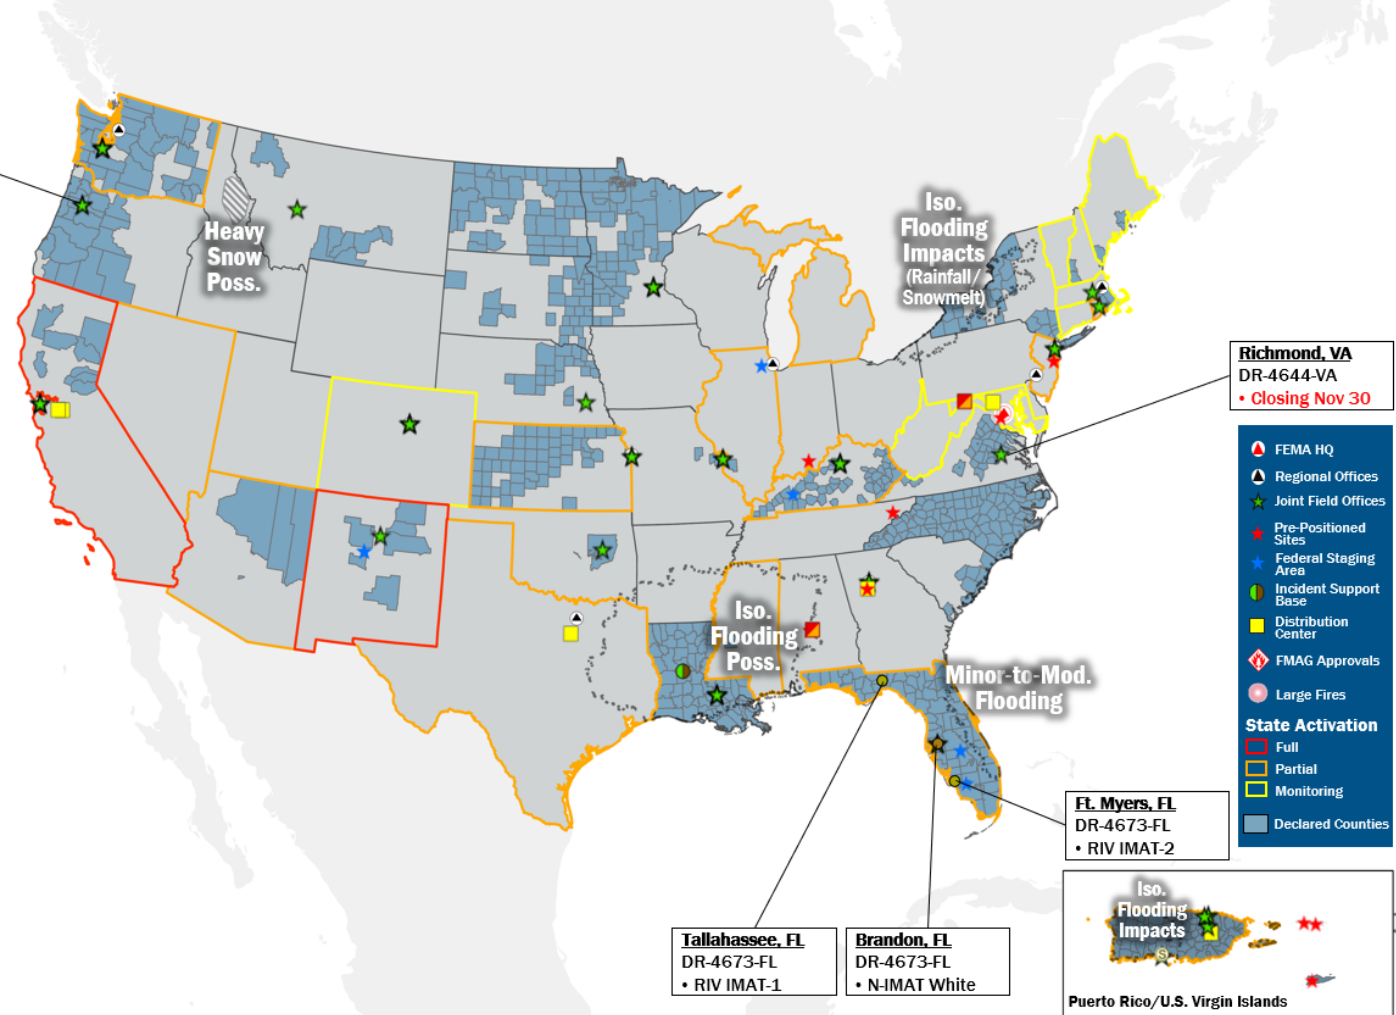 Heavy
Snow
Poss.
Iso.
Flooding
Impacts
(Rainfall/
Snowmelt)
Richmond, VA
DR-4644-VA
• Closing Nov 30
FEMA HQ
Regional Offices
Joint Field Offices
Pre-Positioned
Sites
Federal Staging
Area
Incident Support
Base
Distribution
Center
FMAG Approvals
Large Fires
State Activation
Full
Partial
Monitoring
Declared Counties
Iso.
Flooding
Poss.
Minor-to-Mod.
Flooding
Ft. Myers, FL
DR-4673-FL
• RIV IMAT-2
Tallahassee, FL
DR-4673-FL
• RIV IMAT-1
Brandon, FL
DR-4673-FL
• N-IMAT White
Iso.
Flooding
Impacts
S
Puerto Rico/U.S. Virgin Islands